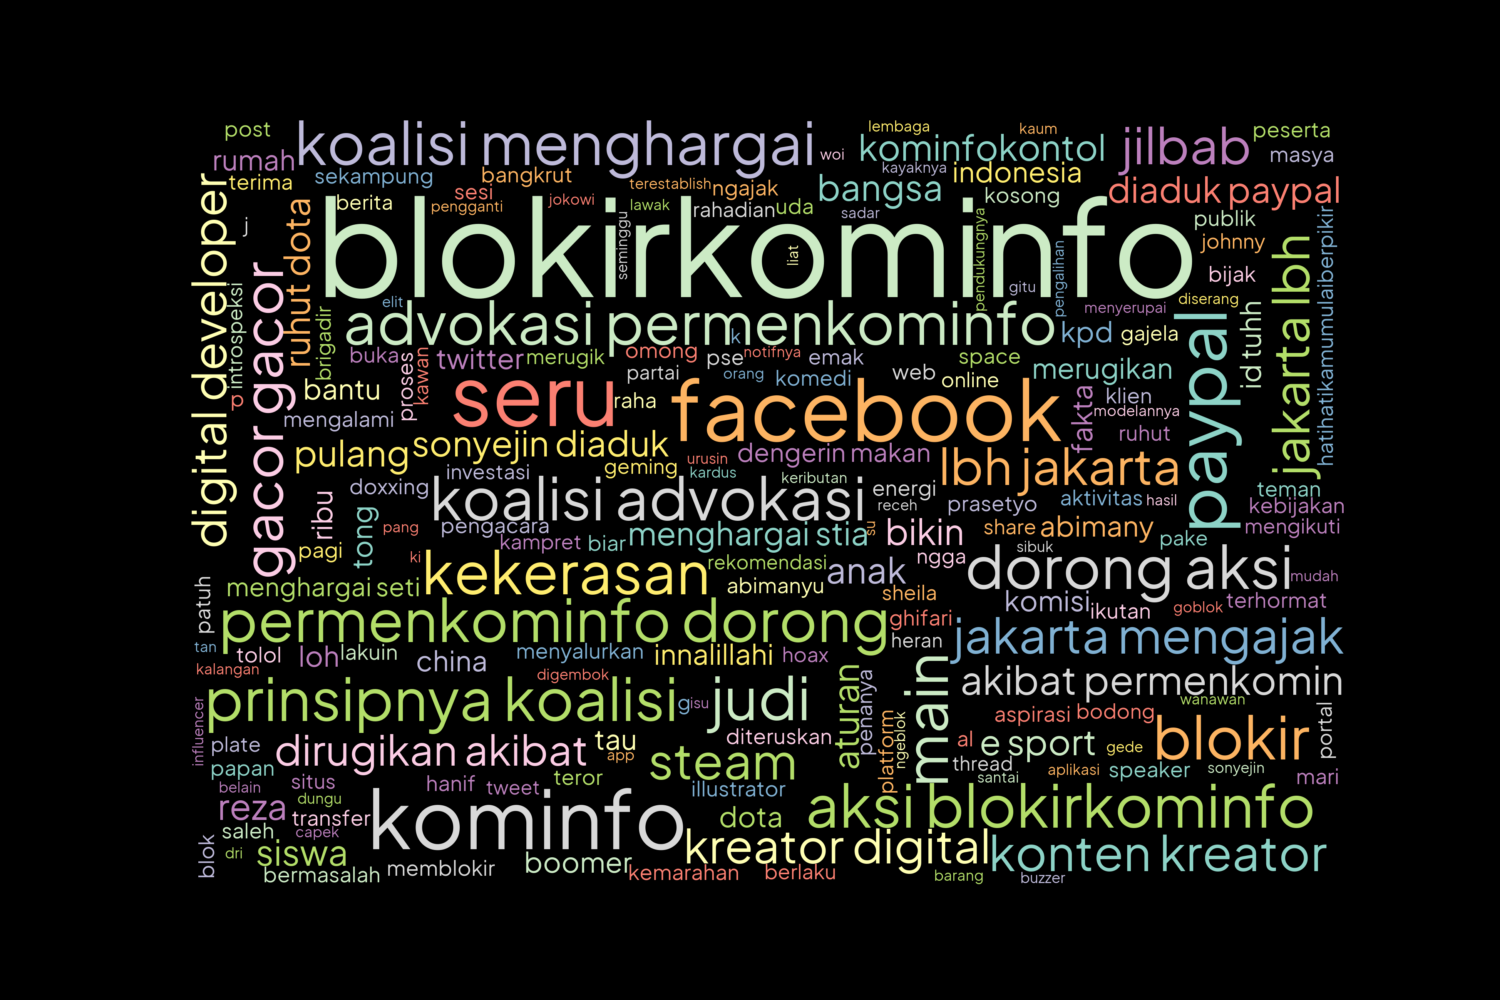 post
koalisi menghargai
lembaga
kaum
kominfokontol
jilbab
peserta
rumah
woi
masya
terima
sekampung
bangkrut
kayaknya
indonesia
sesi
terestablish
ngajak
bangsa
kosong
diaduk paypal
berita
pengganti
jokowi
lawak
rahadian
uda
sadar
publik
digital developer
j
ruhut dota
blokirkominfo
seminggu
liat
pendukungnya
pengalihan
johnny
hatihatikamumulaiberpikir
bijak
gitu
diserang
menyerupai
elit
introspeksi
gacor gacor
brigadir
advokasi permenkominfo
k
kpd
gajela
paypal
id tuhh
jakarta lbh
buka
twitter
merugik
omong
pse
notifnya
emak
space
merugikan
proses
kawan
partai
orang
komedi
web
online
p
bantu
seru
raha
facebook
klien
modelannya
fakta
ruhut
mengalami
pulang
sonyejin diaduk
dengerin makan
lbh jakarta
urusin
geming
kardus
keributan
investasi
doxxing
koalisi advokasi
energi
receh
prasetyo
aktivitas
hasil
teman
kebijakan
ribu
tong
pang
pengacara
menghargai stia
su
bikin
share
abimany
pake
mengikuti
pagi
kampret
biar
ki
kekerasan
rekomendasi
abimanyu
anak
ngga
sibuk
dorong aksi
mudah
menghargai seti
sheila
komisi
ikutan
goblok
terhormat
patuh
permenkominfo dorong
ghifari
heran
jakarta mengajak
tan
tolol
loh
lakuin
china
menyalurkan
innalillahi
hoax
kalangan
digembok
aturan
penanya
main
akibat permenkomin
wanawan
influencer
prinsipnya koalisi
gisu
judi
aspirasi
bodong
portal
platform
ngeblok
plate
dirugikan akibat
tau
app
diteruskan
al
e sport
gede
blokir
thread
papan
situs
hanif
tweet
teror
steam
santai
aplikasi
speaker
sonyejin
mari
belain
illustrator
reza
dungu
transfer
kominfo
dota
aksi blokirkominfo
saleh
capek
blok
dri
siswa
bermasalah
memblokir
boomer
kemarahan
kreator digital
berlaku
konten kreator
barang
buzzer